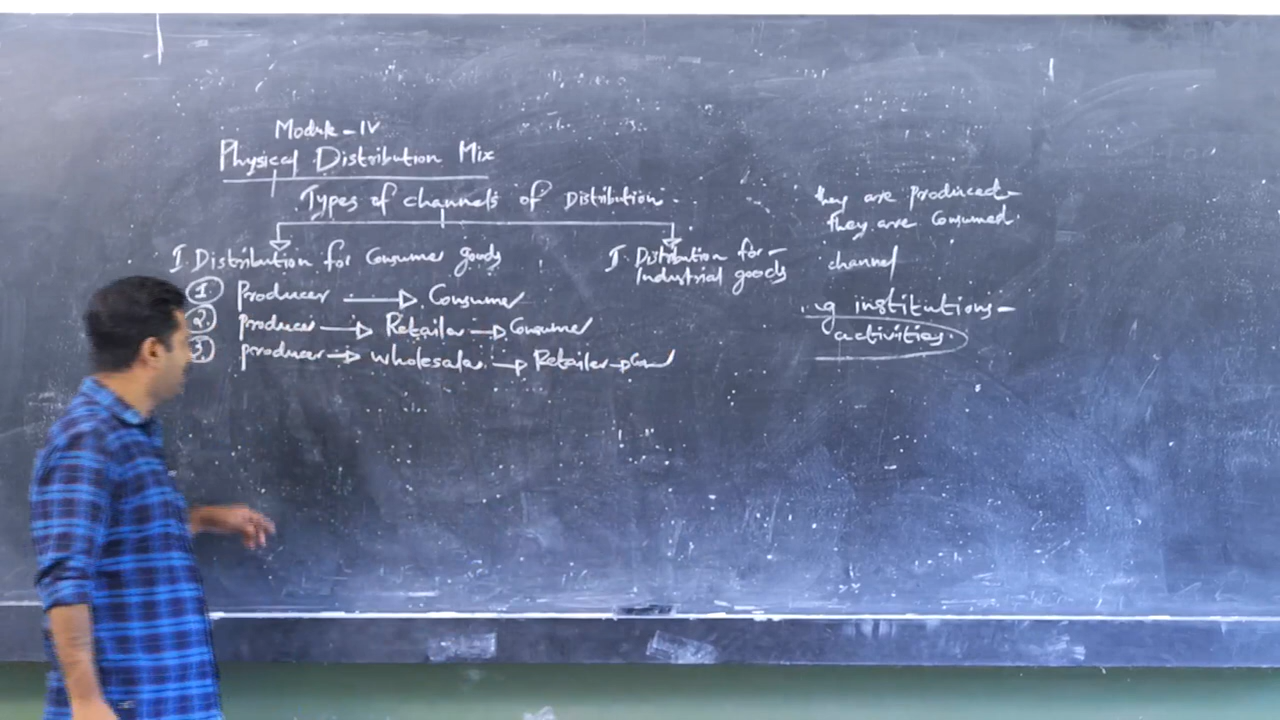 Module - IV
Physical Distribution Mix
Types of channels of Distribution
I. Distribution for Consumer goods
1. Producer → Consumer
2. Producer → Retailer → Consumer
3. producer → wholesaler → Retailer → Con
I. Distribution for -
Industrial goods
they are Produced -
they are Consumed.
channel
institutions -
activities.